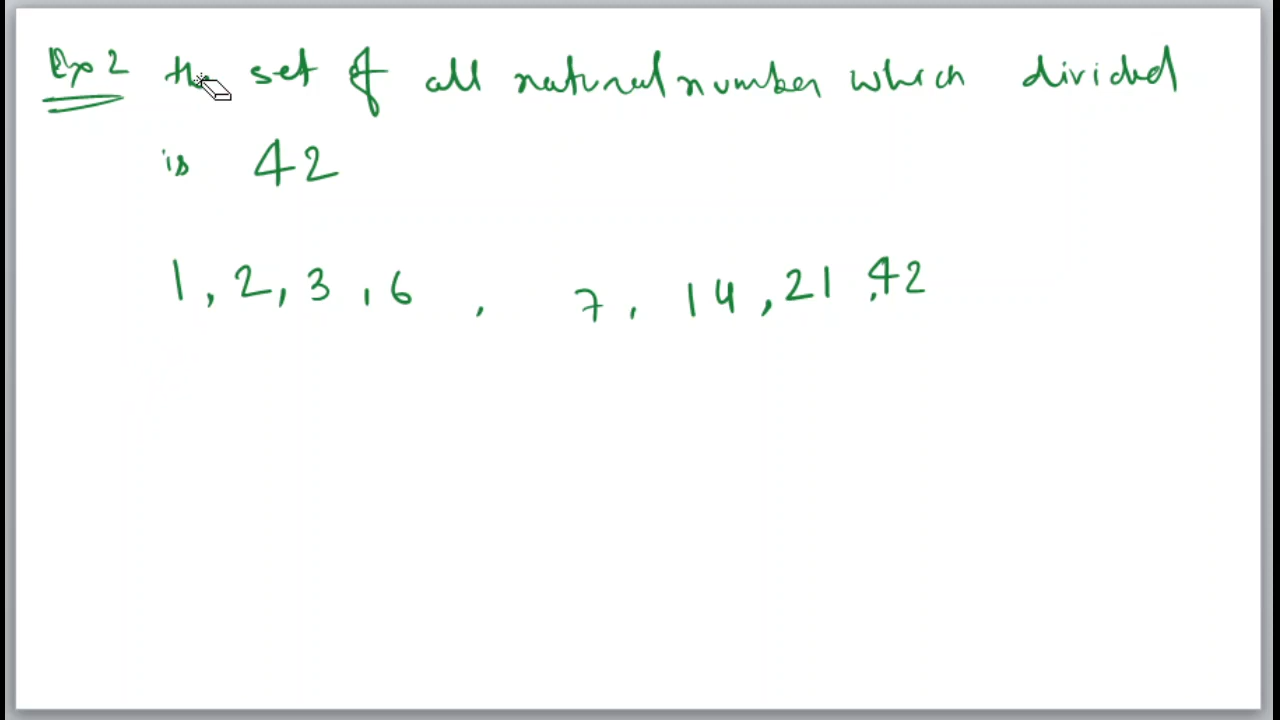 Exp 2 the set of all natural number which divided
is 42
1, 2, 3, 6, 7, 14, 21, 42